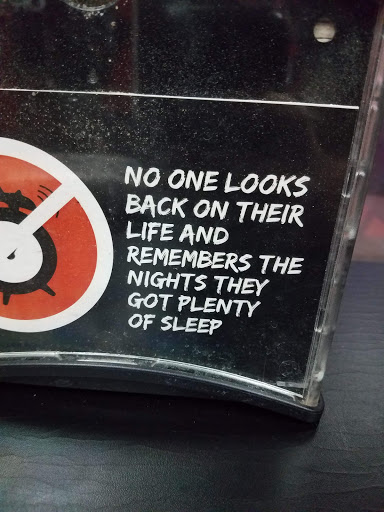 NO ONE LOOKS
BACK ON THEIR
LIFE AND
REMEMBERS THE
NIGHTS THEY
GOT PLENTY
OF SLEEP